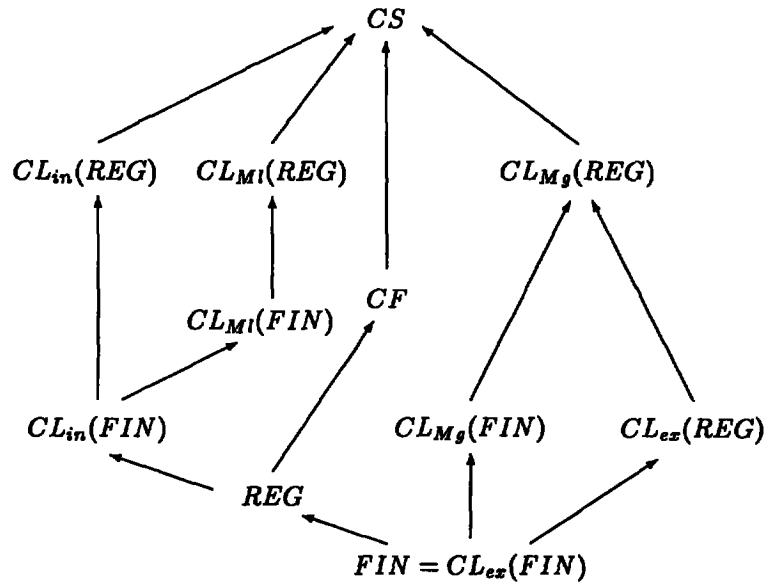 CS
CL_in(REG) CL_Ml(REG) CL_Mg(REG)
CF
CL_Ml(FIN)
CL_in(FIN) CL_Mg(FIN) CL_ex(REG)
REG
FIN = CL_ex(FIN)